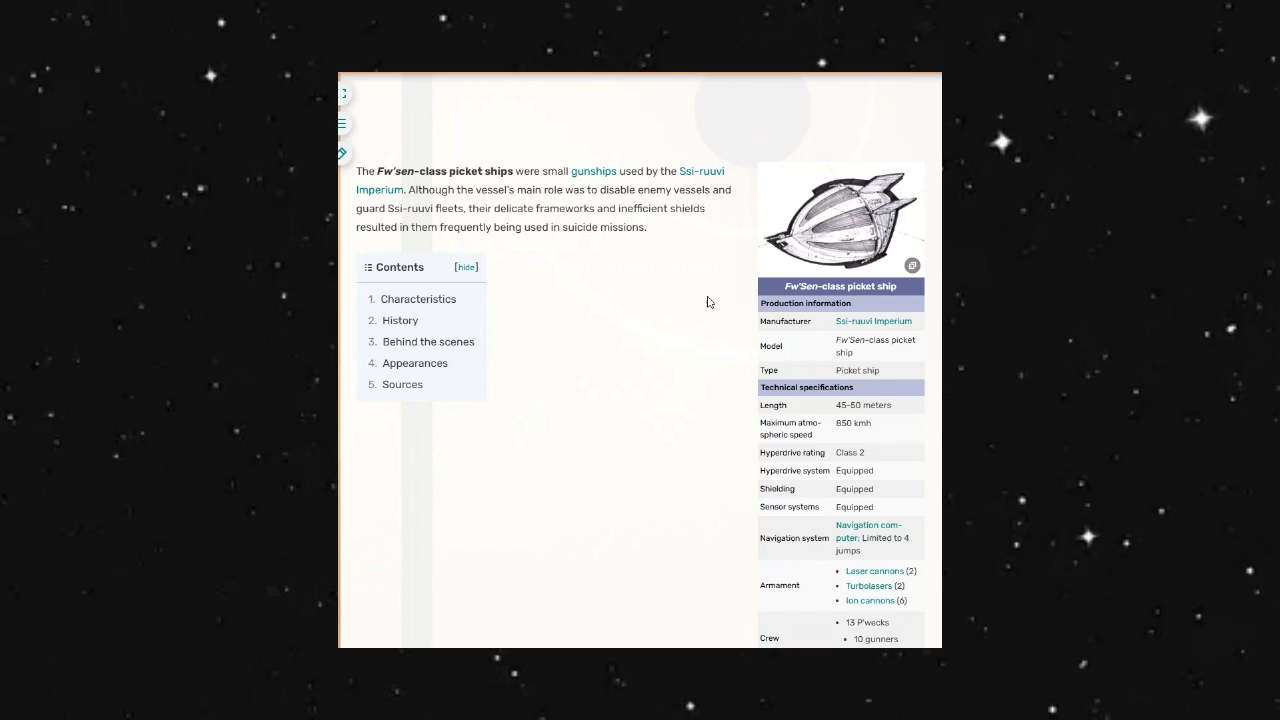 The Fw'sen-class picket ships were small gunships used by the Ssi-ruuvi
Imperium. Although the vessel's main role was to disable enemy vessels and
guard Ssi-ruuvi fleets, their delicate frameworks and inefficient shields
resulted in them frequently being used in suicide missions.
Contents [hide]
1. Characteristics
2. History
3. Behind the scenes
4. Appearances
5. Sources
Fw'Sen-class picket ship
Production information
Manufacturer Ssi-ruuvi Imperium
Model Fw'Sen-class picket
ship
Type Picket ship
Technical specifications
Length 45-50 meters
Maximum atmo-
spheric speed 850 kmh
Hyperdrive rating Class 2
Hyperdrive system Equipped
Shielding Equipped
Sensor systems Equipped
Navigation system Navigation com-
puter; Limited to 4
jumps
Armament • Laser cannons (2)
• Turbolasers (2)
• Ion cannons (6)
Crew • 13 P'wecks
• 10 gunners